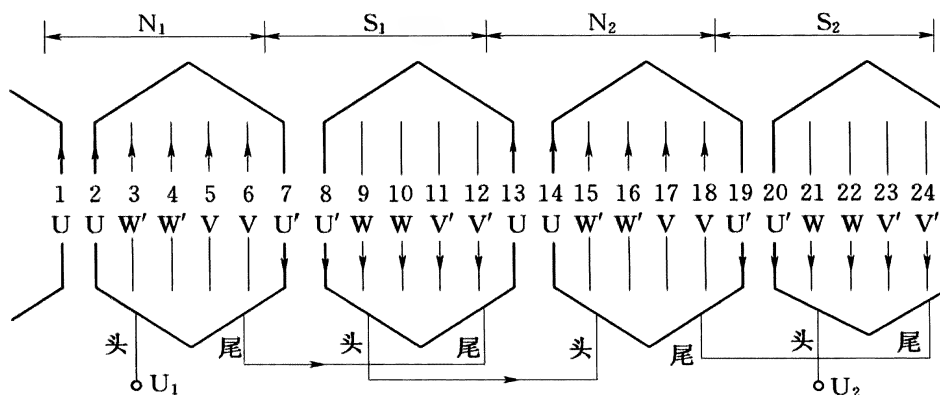 N₁ S₁ N₂ S₂
1 2 3 4 5 6 7 8 9 10 11 12 13 14 15 16 17 18 19 20 21 22 23 24
U U W′ W′ V V U′ U′ W W V′ V′ U U W′ W′ V V U′ U′ W W V′ V′
头 尾 头 尾 头 尾 头 尾
U₁ U₂